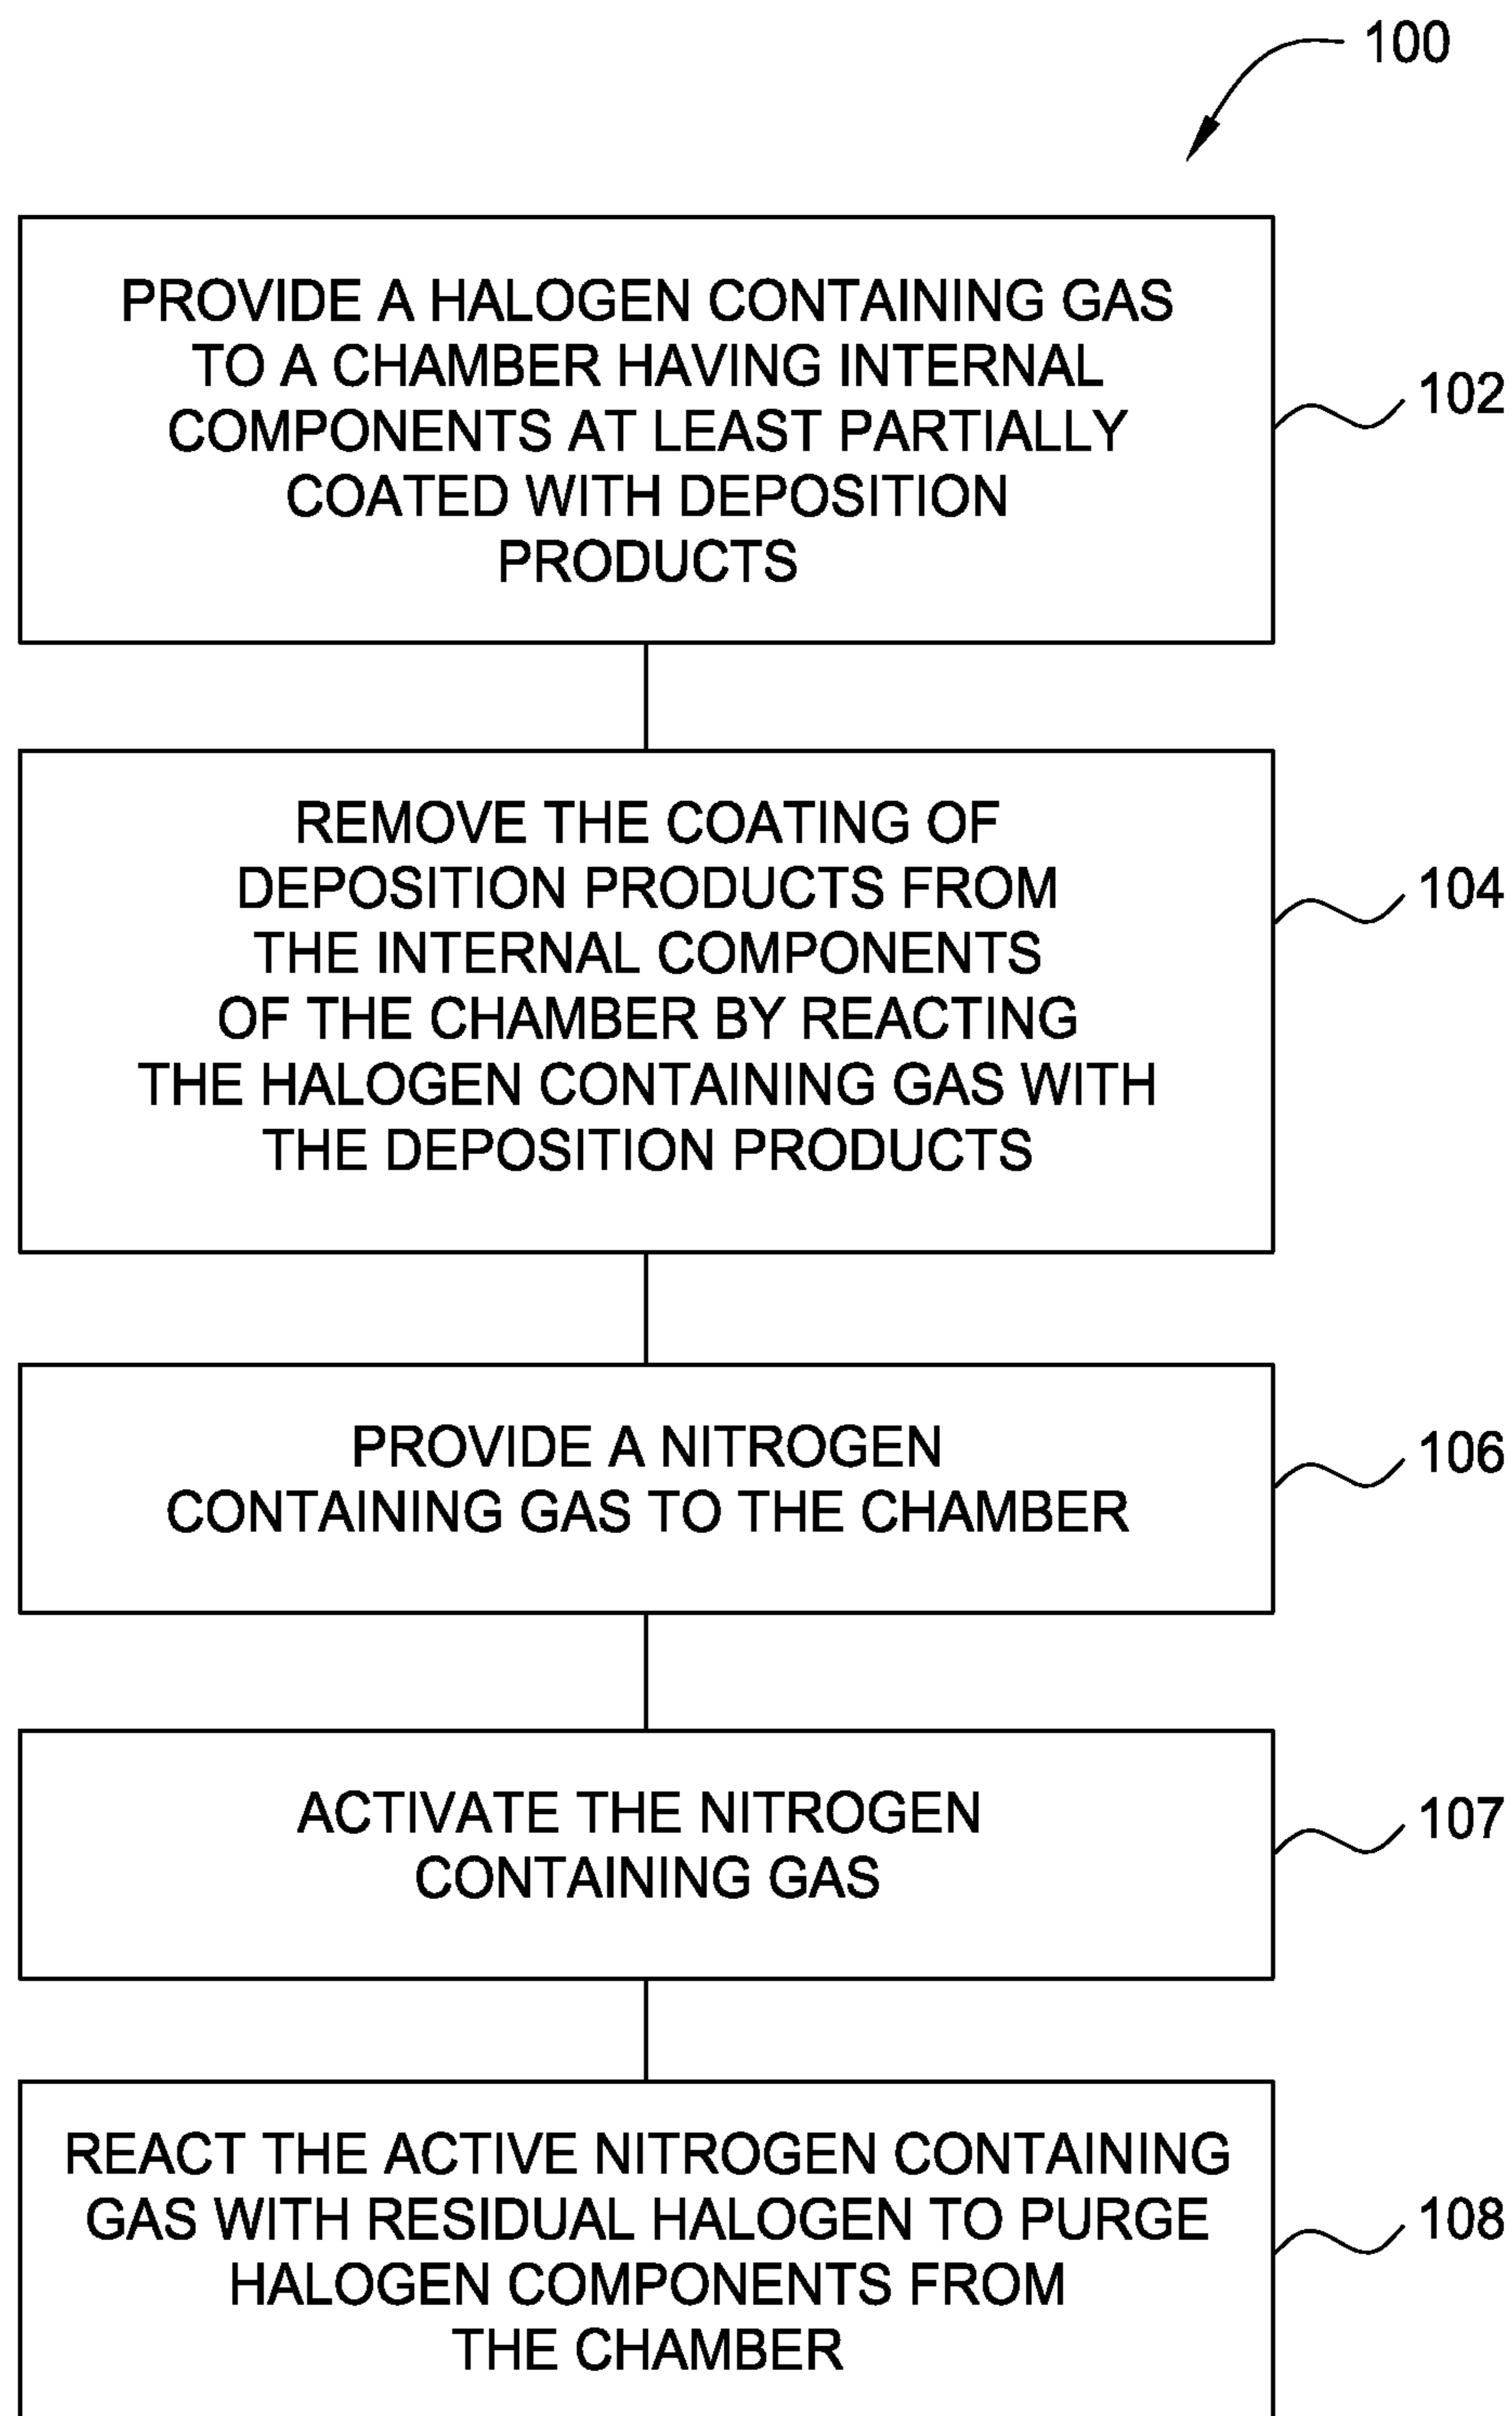 100
PROVIDE A HALOGEN CONTAINING GAS
TO A CHAMBER HAVING INTERNAL
COMPONENTS AT LEAST PARTIALLY
COATED WITH DEPOSITION
PRODUCTS
102
REMOVE THE COATING OF
DEPOSITION PRODUCTS FROM
THE INTERNAL COMPONENTS
OF THE CHAMBER BY REACTING
THE HALOGEN CONTAINING GAS WITH
THE DEPOSITION PRODUCTS
104
PROVIDE A NITROGEN
CONTAINING GAS TO THE CHAMBER
106
ACTIVATE THE NITROGEN
CONTAINING GAS
107
REACT THE ACTIVE NITROGEN CONTAINING
GAS WITH RESIDUAL HALOGEN TO PURGE
HALOGEN COMPONENTS FROM
THE CHAMBER
108